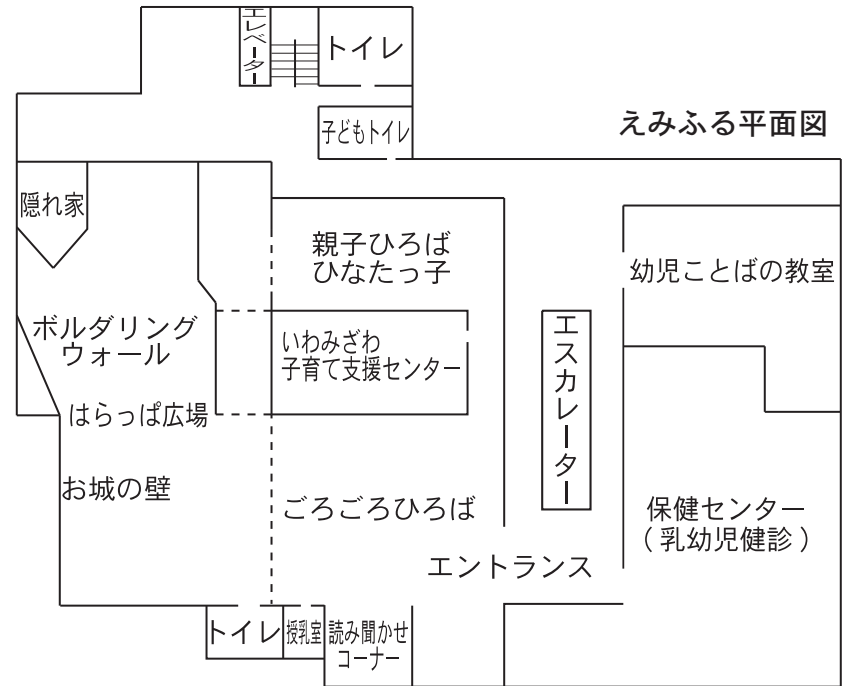 エレベーター
トイレ
子どもトイレ
えみふる平面図
隠れ家
親子ひろば
ひなたっ子
幼児ことばの教室
ボルダリング
ウォール
いわみざわ
子育て支援センター
エスカレーター
はらっぱ広場
お城の壁
ごろごろひろば
保健センター
（乳幼児健診）
エントランス
トイレ
授乳室
読み聞かせ
コーナー